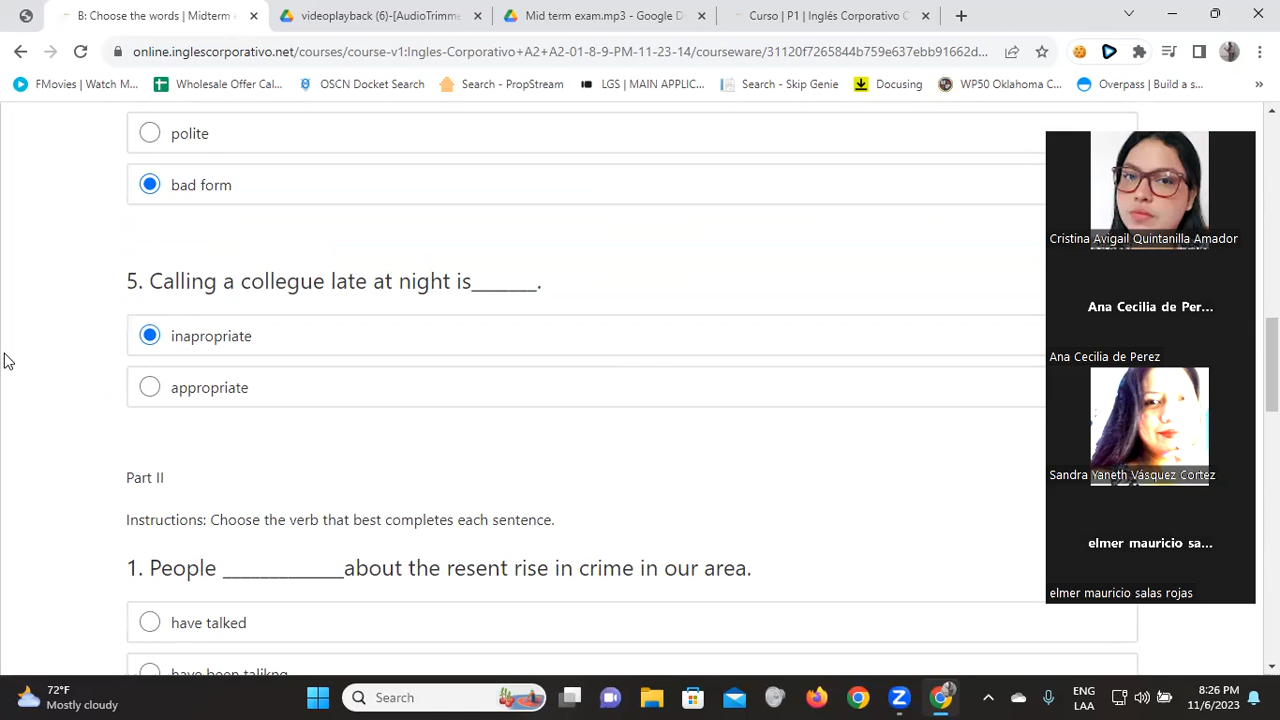 B: Choose the words | Midterm
videoplayback (6)-[AudioTrimme
Mid term exam.mp3 - Google D
Curso | P1 | Inglés Corporativo C
online.inglescorporativo.net/courses/course-v1:Ingles-Corporativo+A2+A2-01-8-9-PM-11-23-14/courseware/31120f7265844b759e637ebb91662d...
FMovies | Watch M...
Wholesale Offer Cal...
OSCN Docket Search
Search - PropStream
LGS | MAIN APPLIC...
Search - Skip Genie
Docusing
WP50 Oklahoma C...
Overpass | Build a s...
»
polite
bad form
5. Calling a collegue late at night is_______.
inapropriate
appropriate
Part II
Instructions: Choose the verb that best completes each sentence.
1. People _____________about the resent rise in crime in our area.
have talked
have been talikng
Cristina Avigail Quintanilla Amador
Ana Cecilia de Per...
Ana Cecilia de Perez
Sandra Yaneth Vásquez Cortez
elmer mauricio sa...
elmer mauricio salas rojas
72°F
Mostly cloudy
Search
ENG
LAA
8:26 PM
11/6/2023